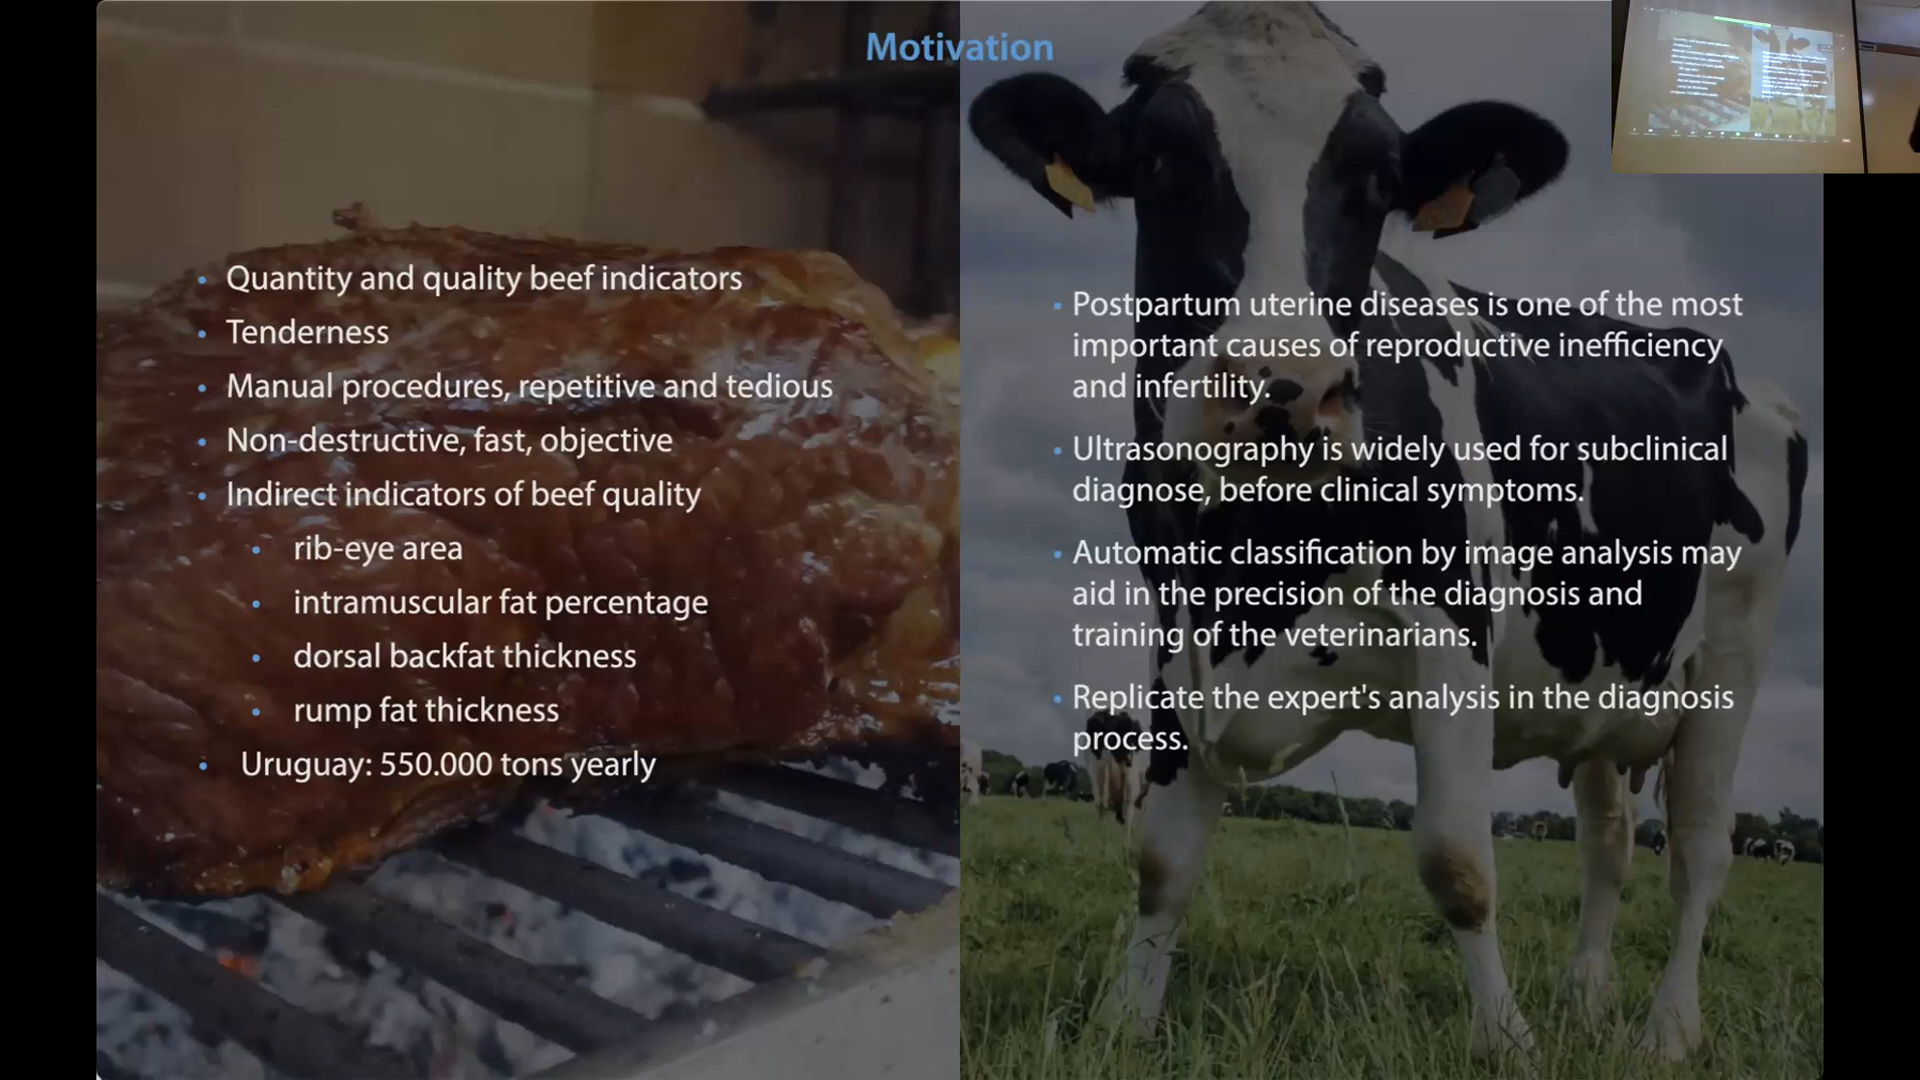 Motivation
• Quantity and quality beef indicators
• Tenderness
• Manual procedures, repetitive and tedious
• Non-destructive, fast, objective
• Indirect indicators of beef quality
• rib-eye area
• intramuscular fat percentage
• dorsal backfat thickness
• rump fat thickness
• Uruguay: 550.000 tons yearly
• Postpartum uterine diseases is one of the most
important causes of reproductive inefficiency
and infertility.
• Ultrasonography is widely used for subclinical
diagnose, before clinical symptoms.
• Automatic classification by image analysis may
aid in the precision of the diagnosis and
training of the veterinarians.
• Replicate the expert's analysis in the diagnosis
process.